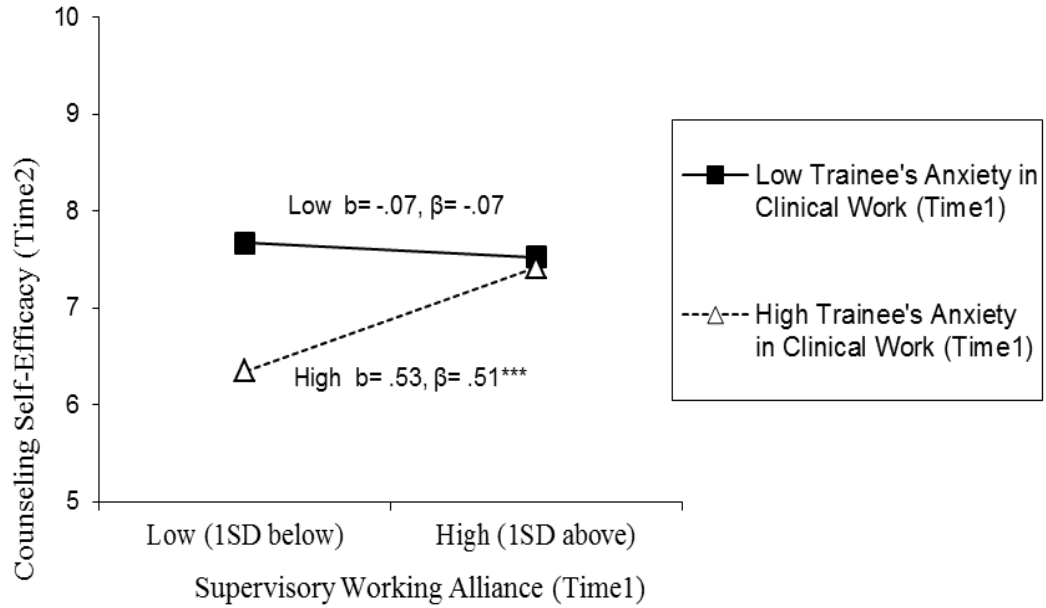 Counseling Self-Efficacy (Time2)
10
9
8
7
6
5
Low b= -.07, β= -.07
High b= .53, β= .51***
Low (1SD below)
High (1SD above)
Supervisory Working Alliance (Time1)
Low Trainee's Anxiety in
Clinical Work (Time1)
High Trainee's Anxiety
in Clinical Work (Time1)